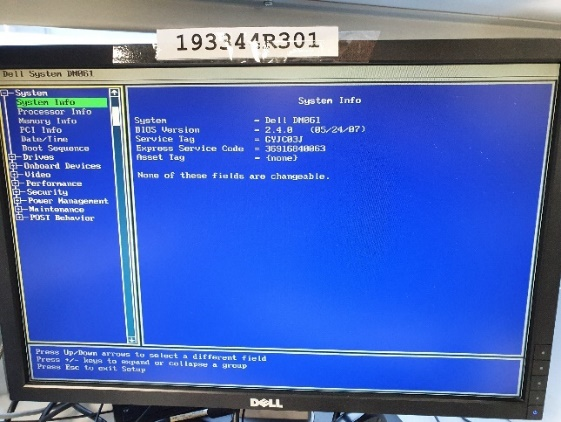 193344R301
Dell System DM061
System
System Info
Processor Info
Memory Info
PCI Info
Date/Time
Boot Sequence
Drives
Onboard Devices
Video
Performance
Security
Power Management
Maintenance
POST Behavior
System Info
System = Dell DM061
BIOS Version = 2.4.0 (05/24/07)
Service Tag = GYJC03J
Express Service Code = 36916840063
Asset Tag = (none)
None of these fields are changeable.
Press Up/Down arrows to select a different field
Press +/- keys to expand or collapse a group
Press Esc to exit Setup
DELL